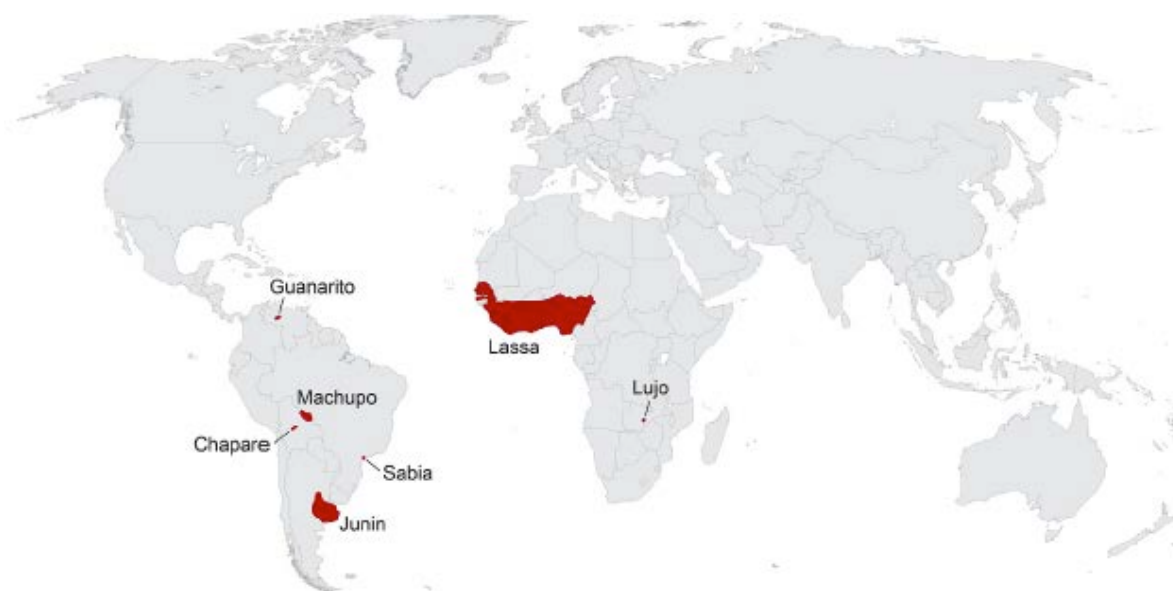 Guanarito
Lassa
Lujo
Machupo
Chapare
Sabia
Junin